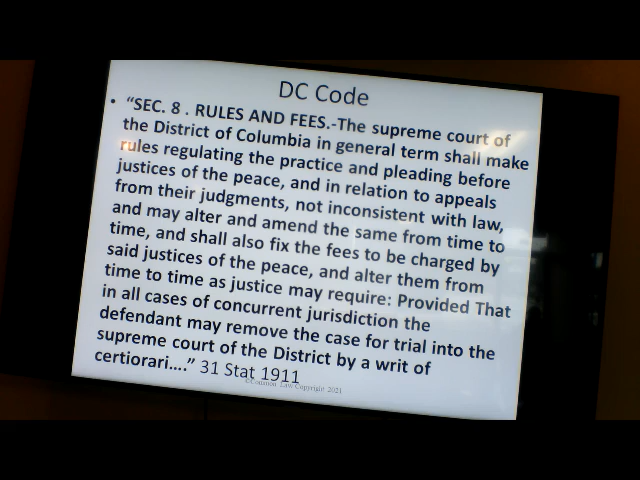 DC Code
• “SEC. 8 . RULES AND FEES.-The supreme court of
the District of Columbia in general term shall make
rules regulating the practice and pleading before
justices of the peace, and in relation to appeals
from their judgments, not inconsistent with law,
and may alter and amend the same from time to
time, and shall also fix the fees to be charged by
said justices of the peace, and alter them from
time to time as justice may require: Provided That
in all cases of concurrent jurisdiction the
defendant may remove the case for trial into the
supreme court of the District by a writ of
certiorari....” 31 Stat 1911
©Common Law Copyright 2021